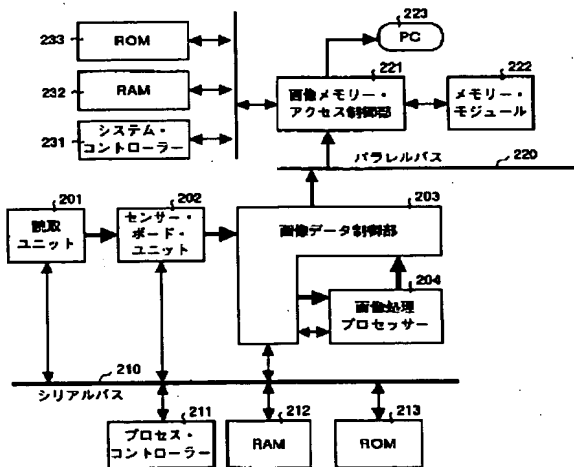 223
PC
233
ROM
232
RAM
231
システム・
コントローラー
221
画像メモリー・
アクセス制御部
222
メモリー・
モジュール
パラレルバス
220
201
読取
ユニット
202
センサー・
ボード・
ユニット
203
画像データ制御部
204
画像処理
プロセッサー
210
シリアルバス
211
プロセス・
コントローラー
212
RAM
213
ROM